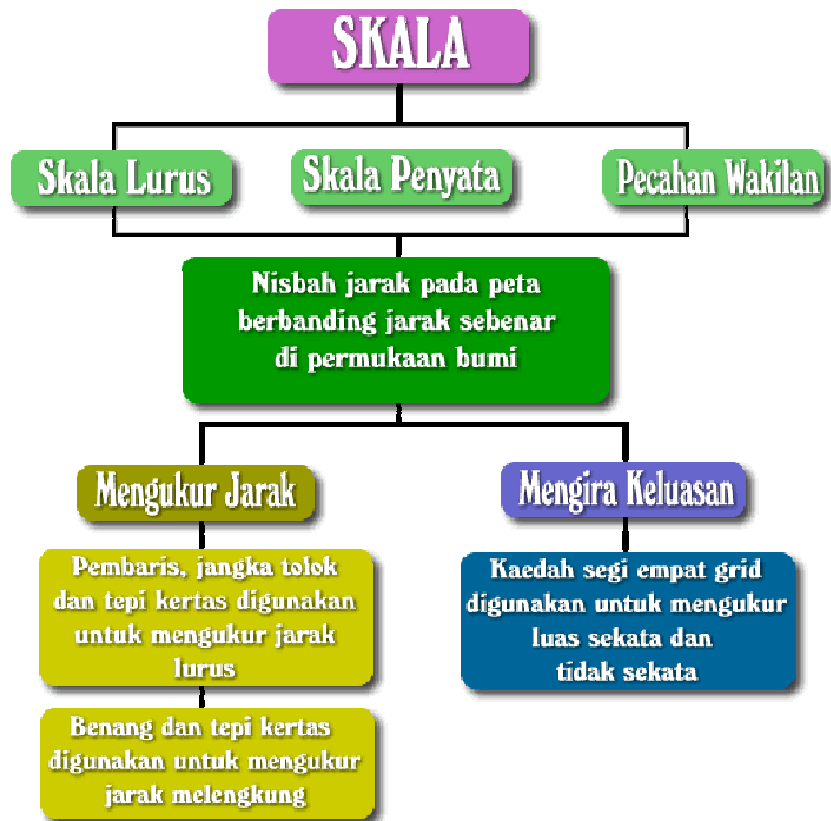 SKALA
Skala Lurus
Skala Penyata
Pecahan Wakilan
Nisbah jarak pada peta
berbanding jarak sebenar
di permukaan bumi
Mengukur Jarak
Mengira Keluasan
Pembaris, jangka tolok
dan tepi kertas digunakan
untuk mengukur jarak
lurus
Kaedah segi empat grid
digunakan untuk mengukur
luas sekata dan
tidak sekata
Benang dan tepi kertas
digunakan untuk mengukur
jarak melengkung